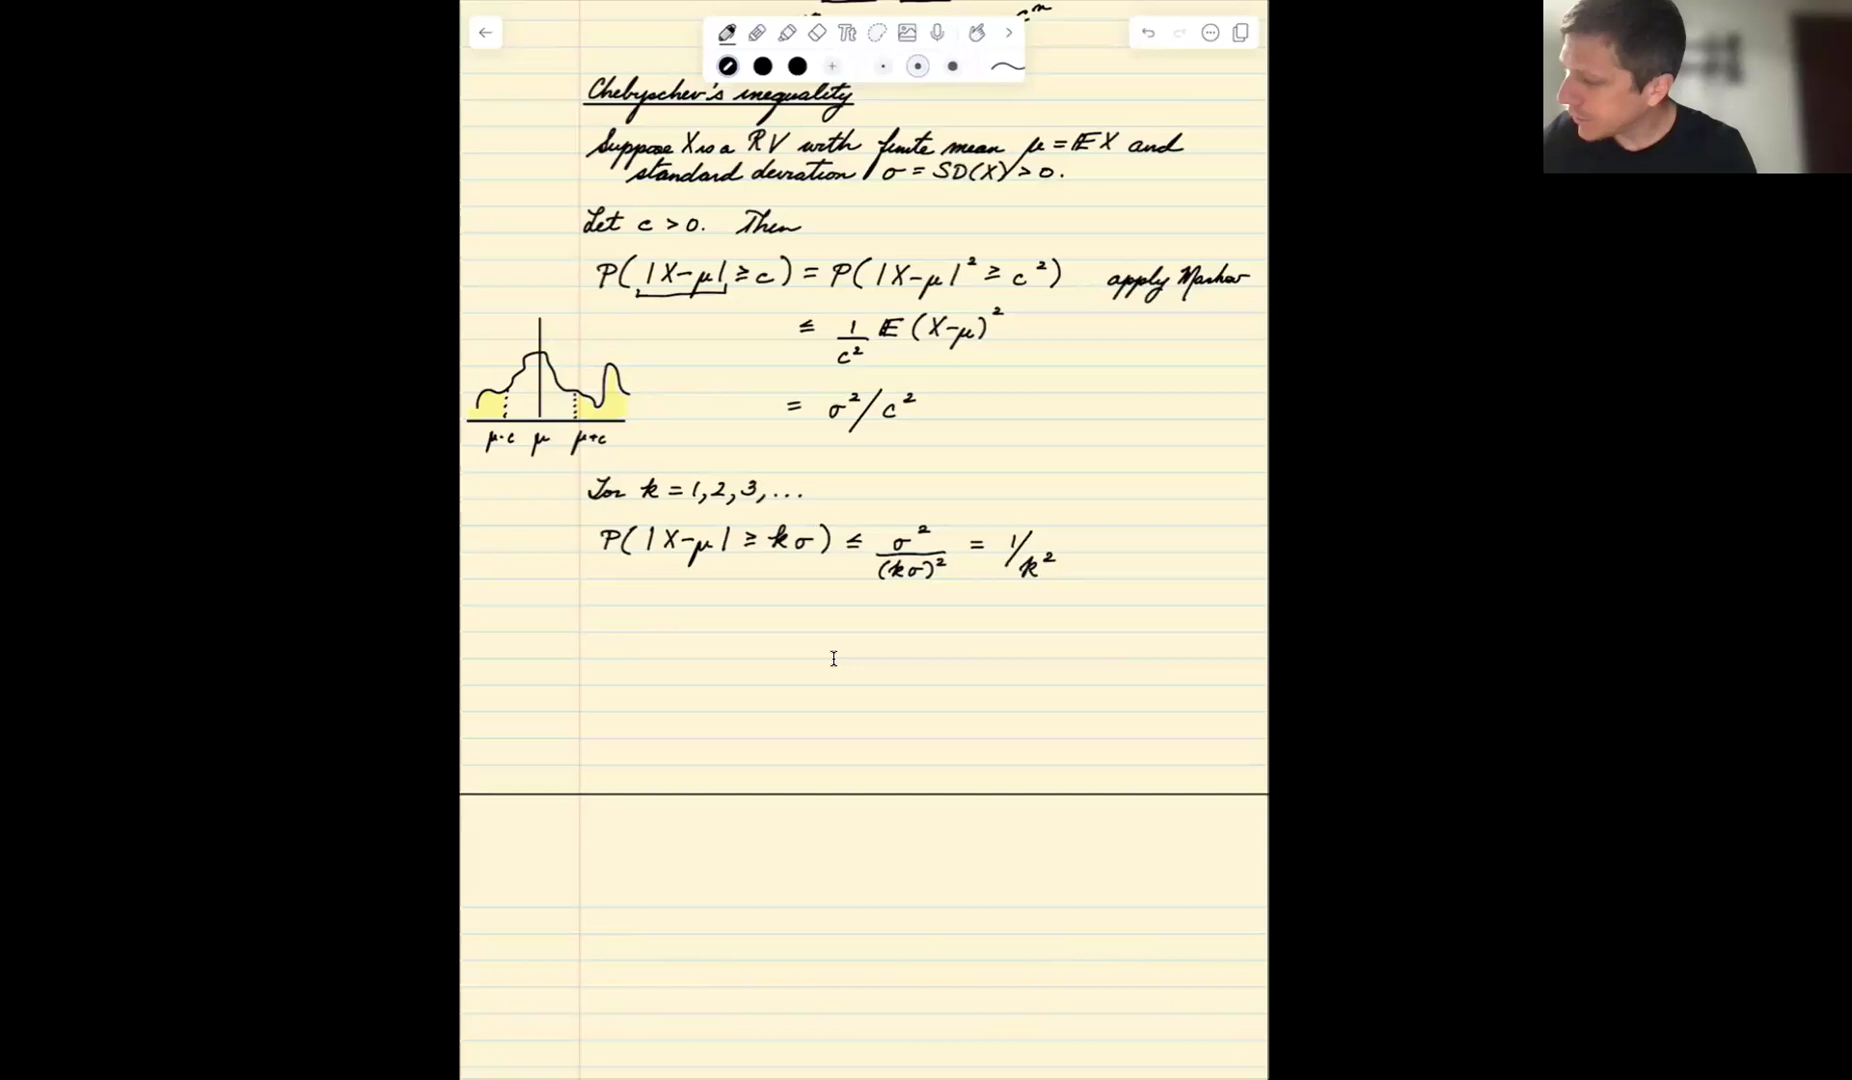 Tt
Chebyschev's inequality
Suppose X is a RV with finite mean μ = 𝔼X and
standard deviation σ = SD(X) > 0.
Let c > 0. Then
P( |X-μ| ≥ c ) = P( |X-μ|² ≥ c² ) apply Markov
≤ 1/c² 𝔼 (X-μ)²
= σ²/c²
μ-c μ μ+c
For k = 1, 2, 3, ...
P( |X-μ| ≥ kσ ) ≤ σ²/(kσ)² = 1/k²